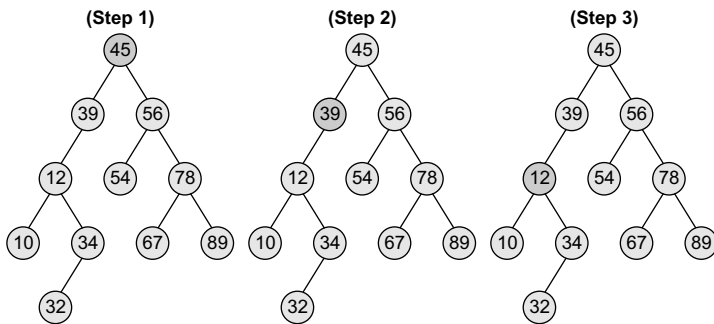 (Step 1) (Step 2) (Step 3)
45 45 45
39 56 39 56 39 56
12 54 78 12 54 78 12 54 78
10 34 67 89 10 34 67 89 10 34 67 89
32 32 32